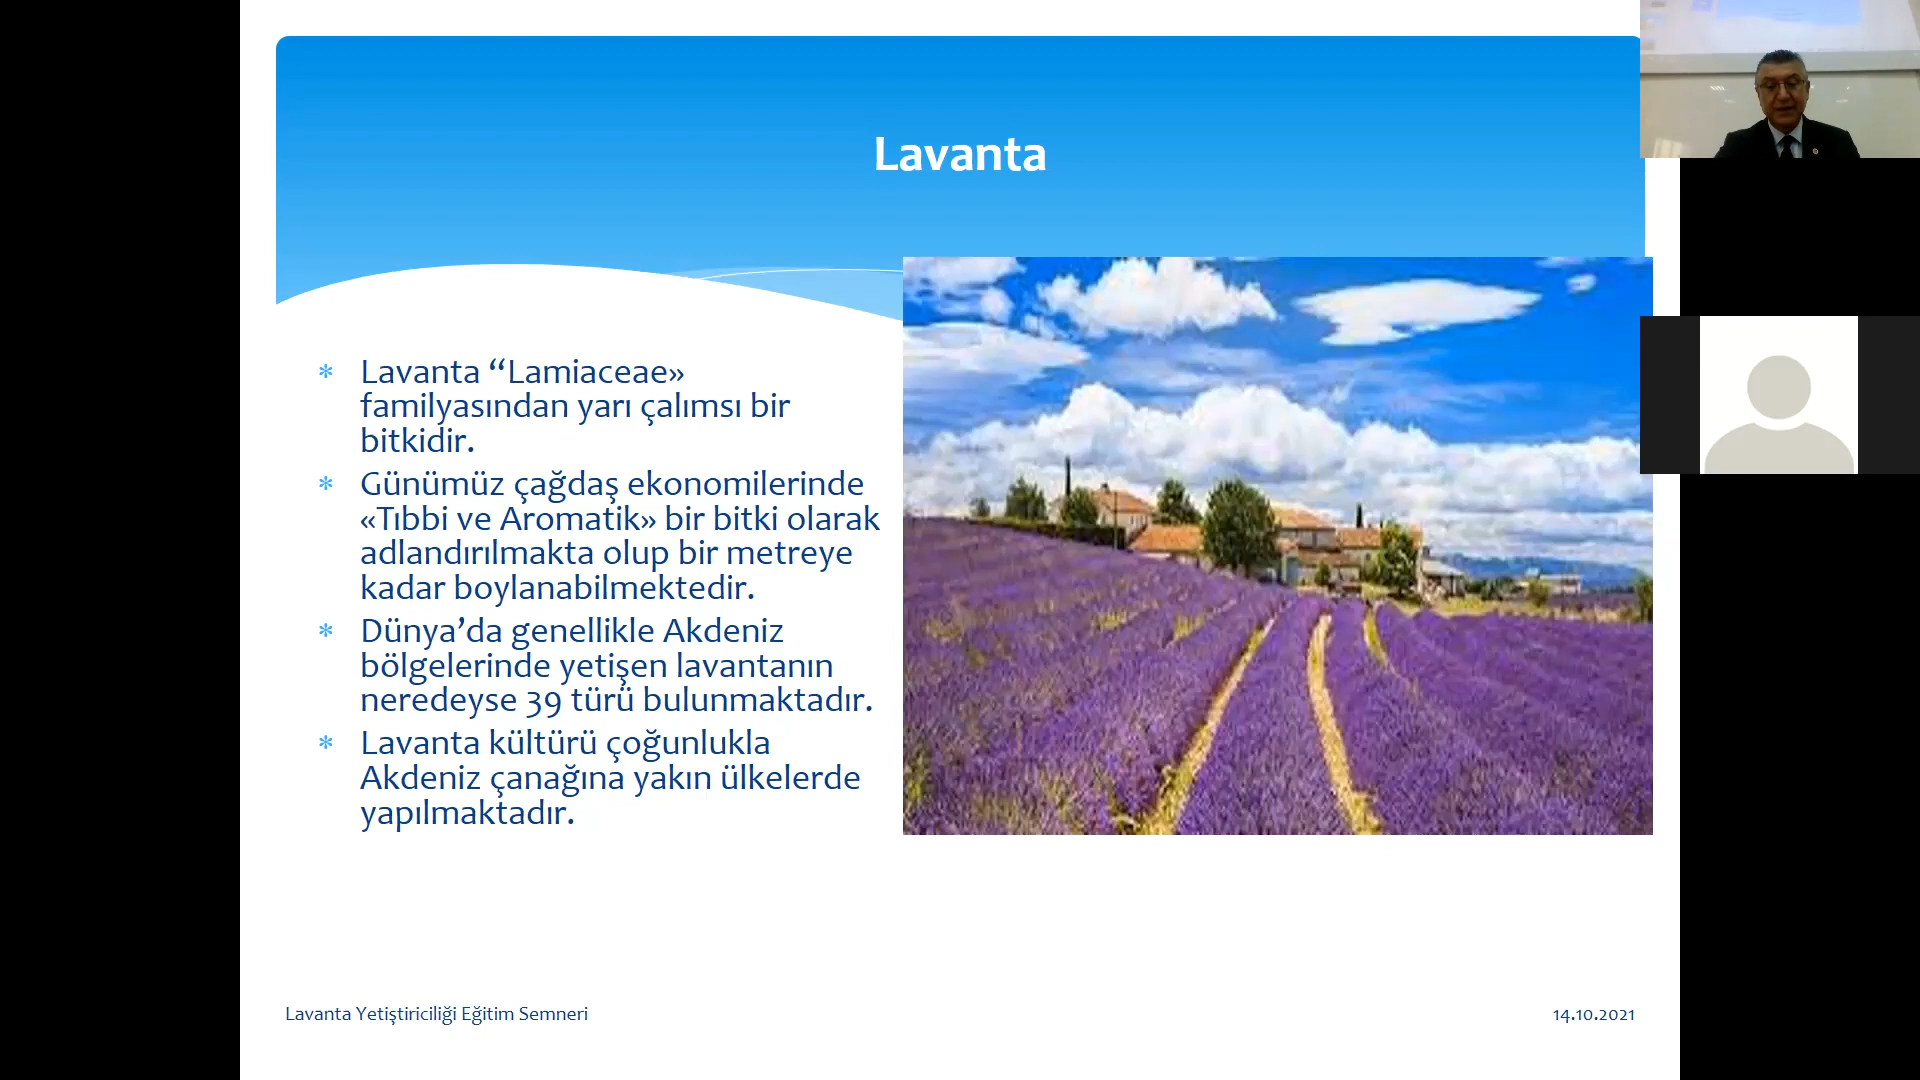 Lavanta
* Lavanta “Lamiaceae»
familyasından yarı çalımsı bir
bitkidir.
* Günümüz çağdaş ekonomilerinde
«Tıbbi ve Aromatik» bir bitki olarak
adlandırılmakta olup bir metreye
kadar boylanabilmektedir.
* Dünya’da genellikle Akdeniz
bölgelerinde yetişen lavantanın
neredeyse 39 türü bulunmaktadır.
* Lavanta kültürü çoğunlukla
Akdeniz çanağına yakın ülkelerde
yapılmaktadır.
Lavanta Yetiştiriciliği Eğitim Semneri
14.10.2021